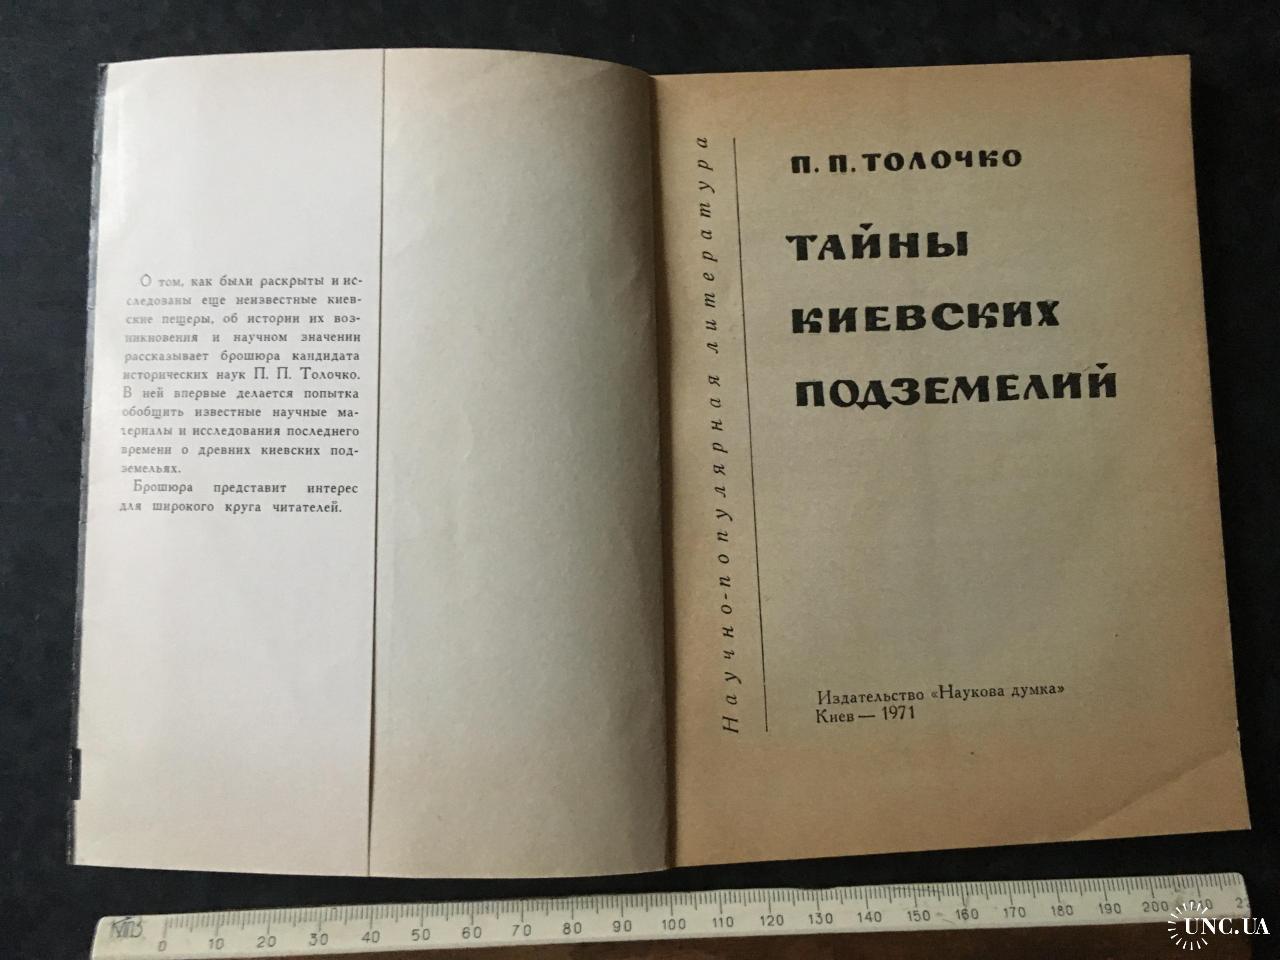 О том, как были раскрыты и ис-
следованы еще неизвестные киев-
ские пещеры, об истории их воз-
никновения и научном значении
рассказывает брошюра кандидата
исторических наук П. П. Толочко.
В ней впервые делается попытка
обобщить известные научные ма-
териалы и исследования последнего
времени о древних киевских под-
земельях.
Брошюра представит интерес
для широкого круга читателей.
Научно-популярная литература
П. П. ТОЛОЧКО
ТАЙНЫ
КИЕВСКИХ
ПОДЗЕМЕЛИЙ
Издательство «Наукова думка»
Киев — 1971
0 10 20 30 40 50 60 70 80 90 100 110 120 130 140 150 160 170 180 190 200
UNC.UA